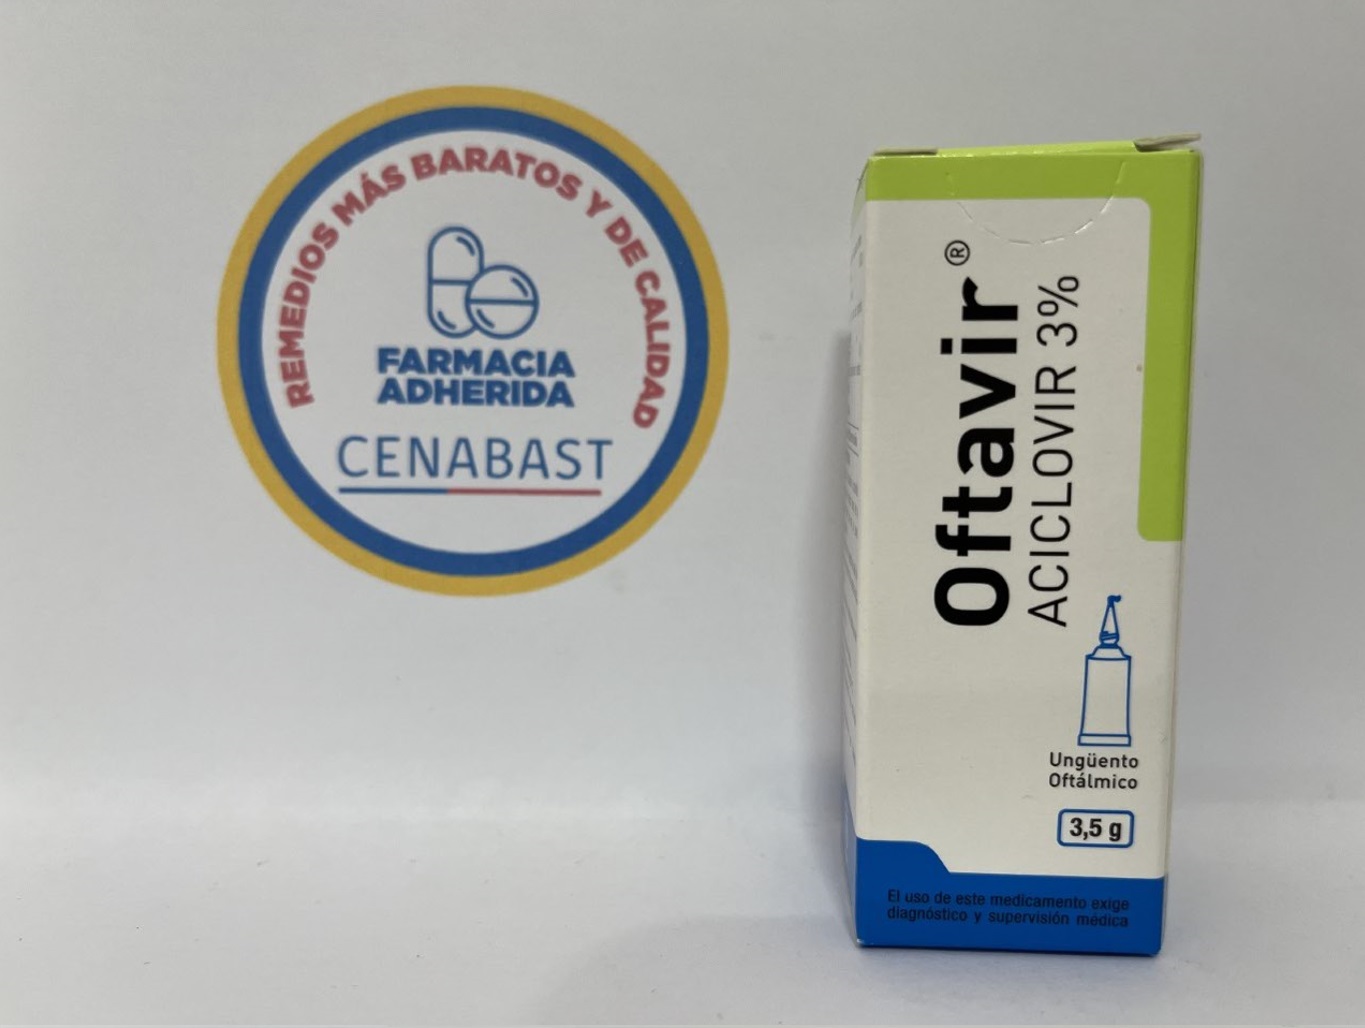 REMEDIOS MÁS BARATOS Y DE CALIDAD
FARMACIA
ADHERIDA
CENABAST
Oftavir®
ACICLOVIR 3%
Ungüento
Oftálmico
3,5 g
El uso de este medicamento exige
diagnóstico y supervisión médica